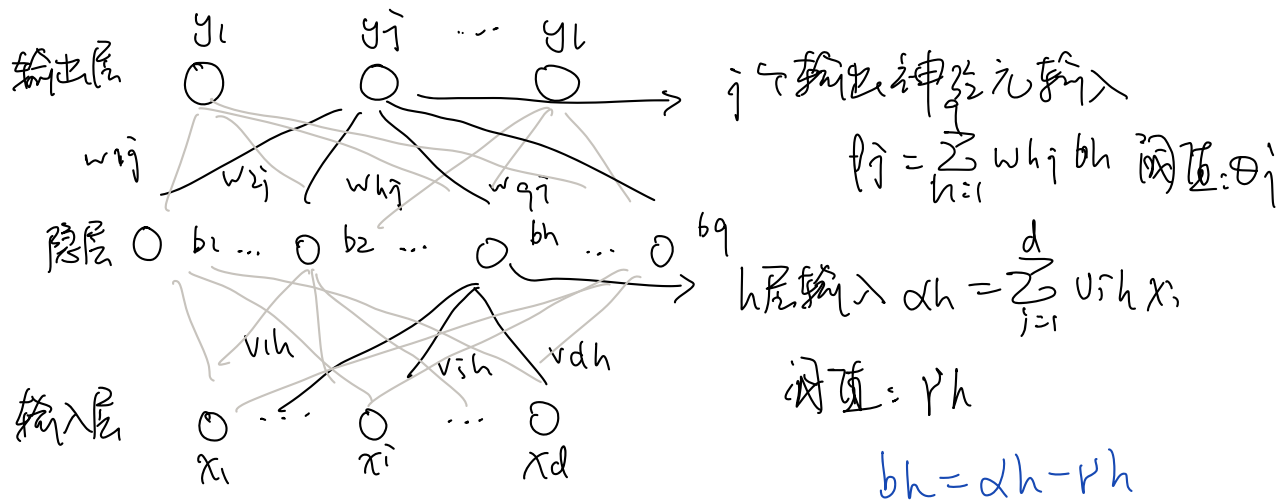 y1 yj ... yl
输出层
j个输出神经元输入
βj = ∑ q h=1 whj bh 阈值:θj
w1j w2j whj wqj
隐层 b1 ... b2 ... bh ... bq
h层输入 αh = ∑ d i=1 vih xi
v1h vih vdh
阈值: γh
输入层 ... ...
x1 xi xd
bh = αh - γh